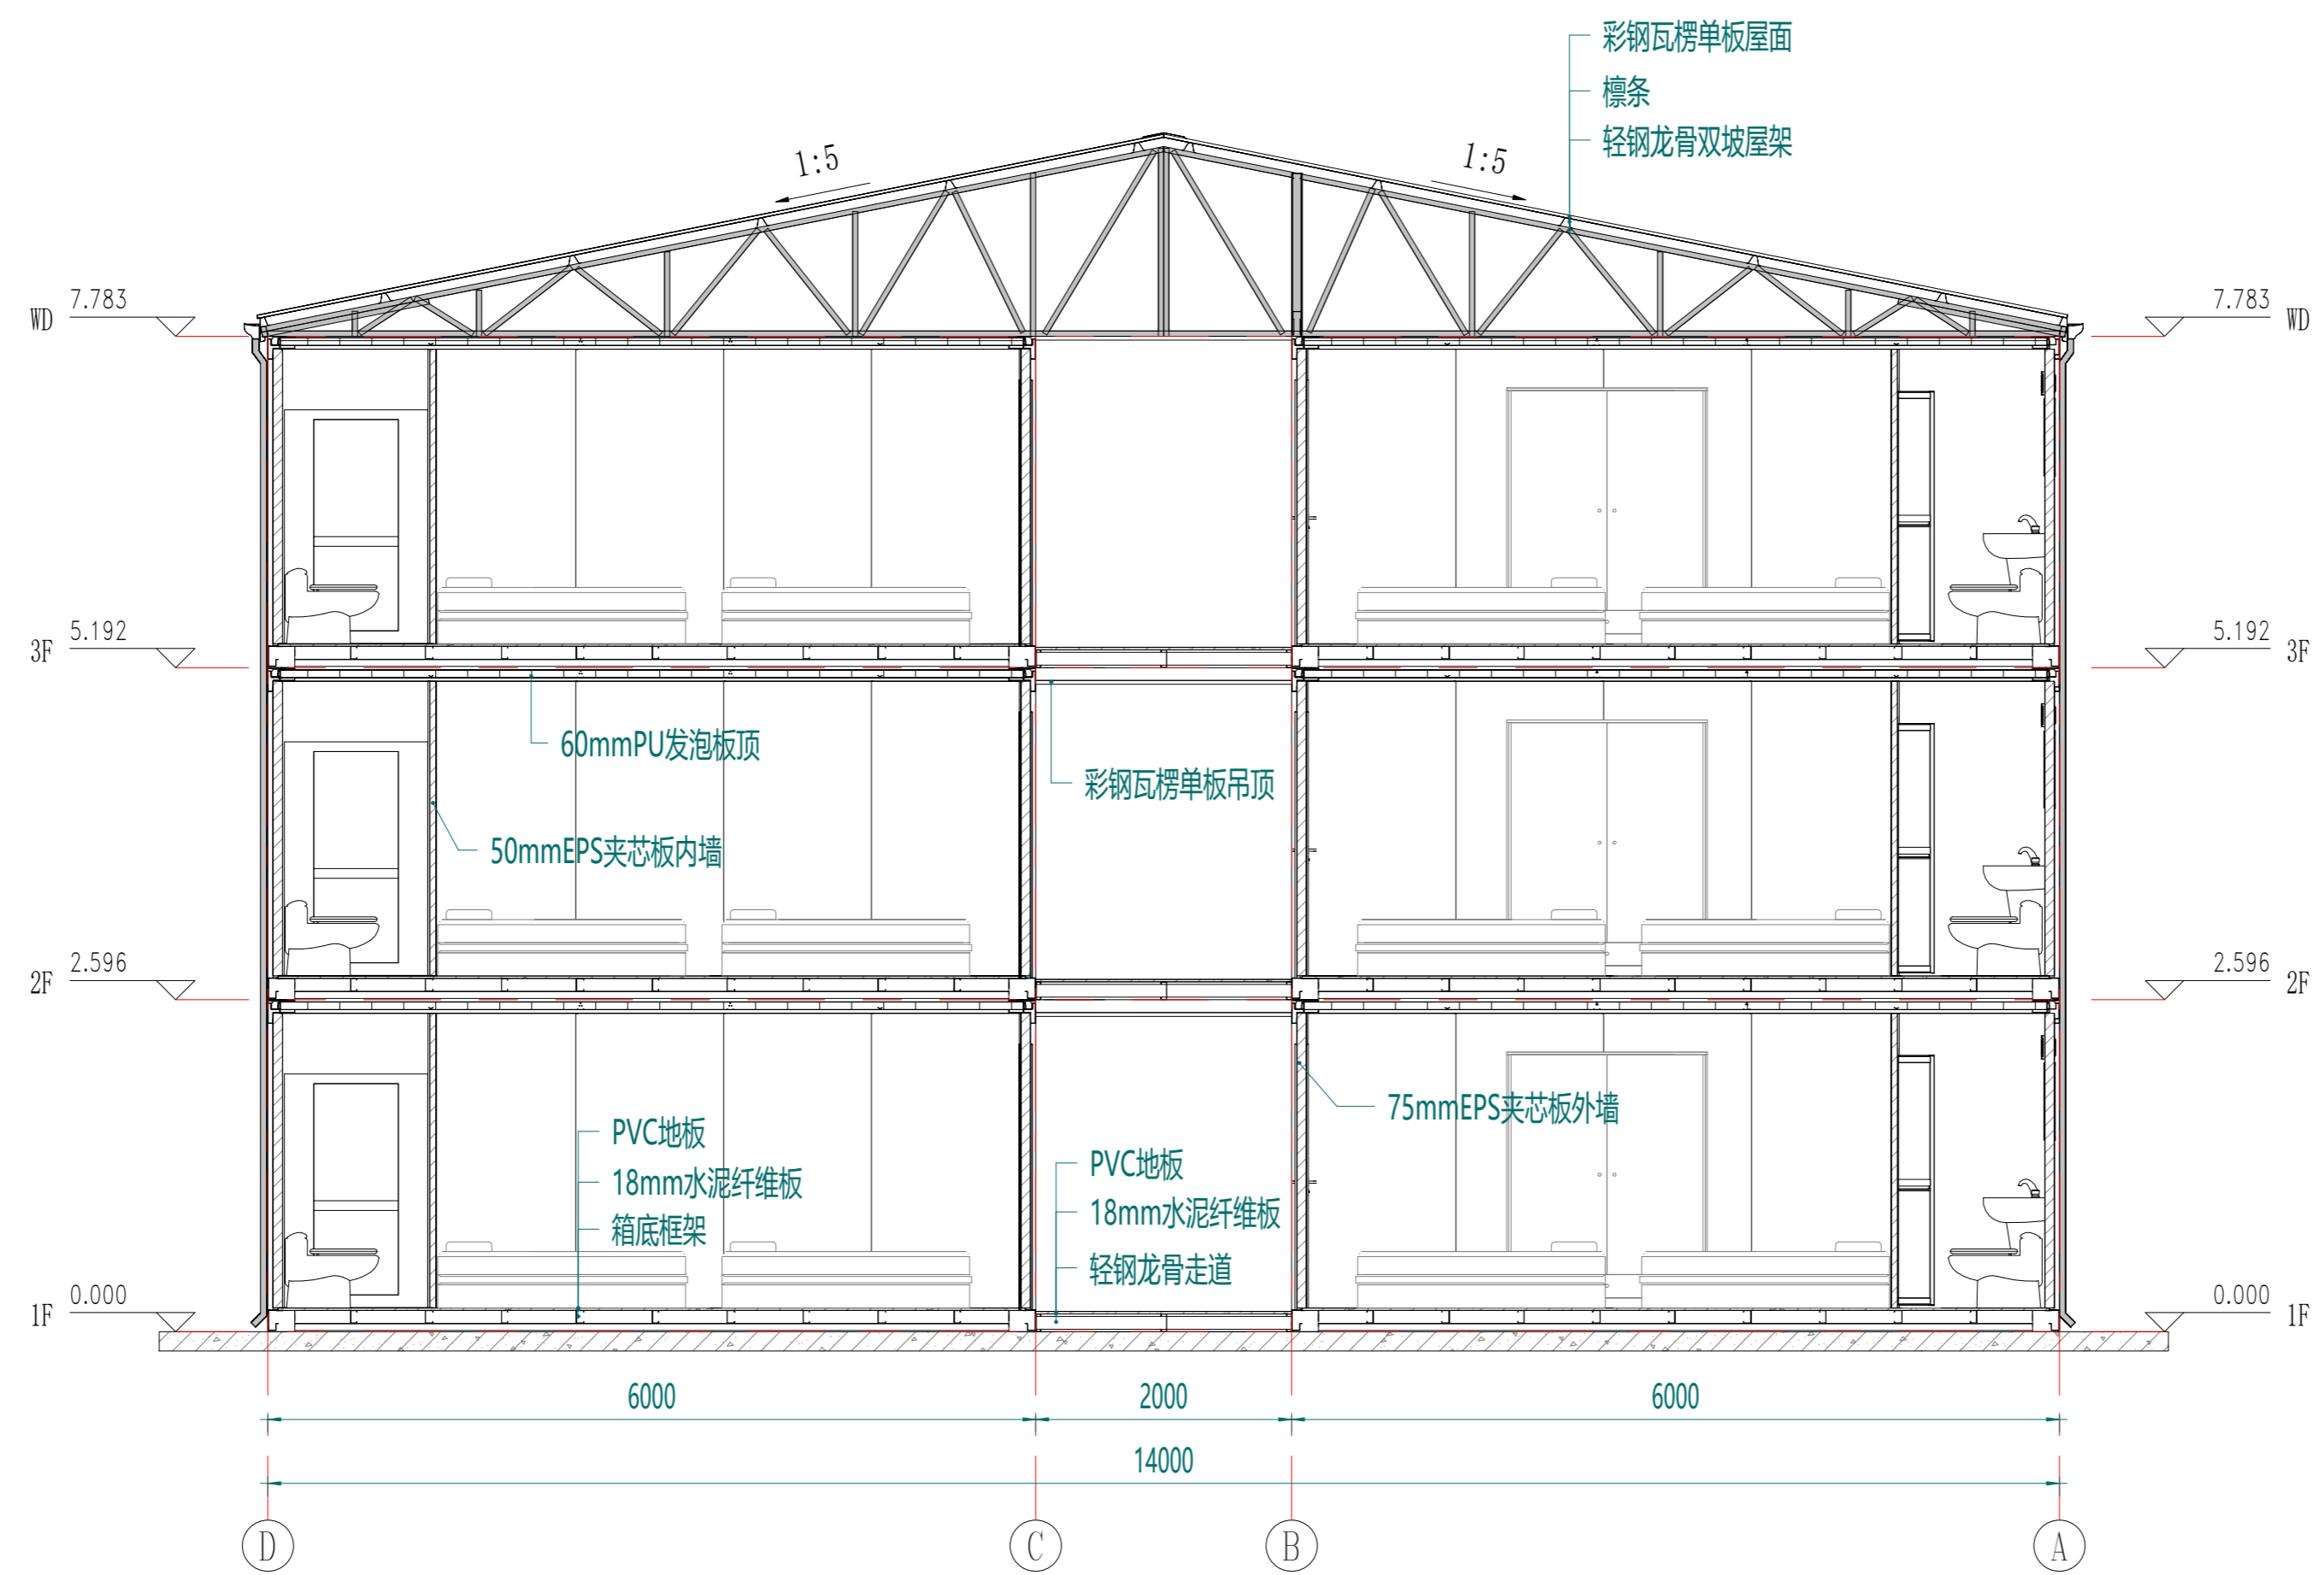 彩钢瓦楞单板屋面
檩条
轻钢龙骨双坡屋架
1:5
1:5
WD
7.783
7.783
WD
3F
5.192
5.192
3F
60mmPU发泡板顶
彩钢瓦楞单板吊顶
50mmEPS夹芯板内墙
2F
2.596
2.596
2F
75mmEPS夹芯板外墙
PVC地板
18mm水泥纤维板
箱底框架
PVC地板
18mm水泥纤维板
轻钢龙骨走道
1F
0.000
0.000
1F
6000
2000
6000
14000
D
C
B
A